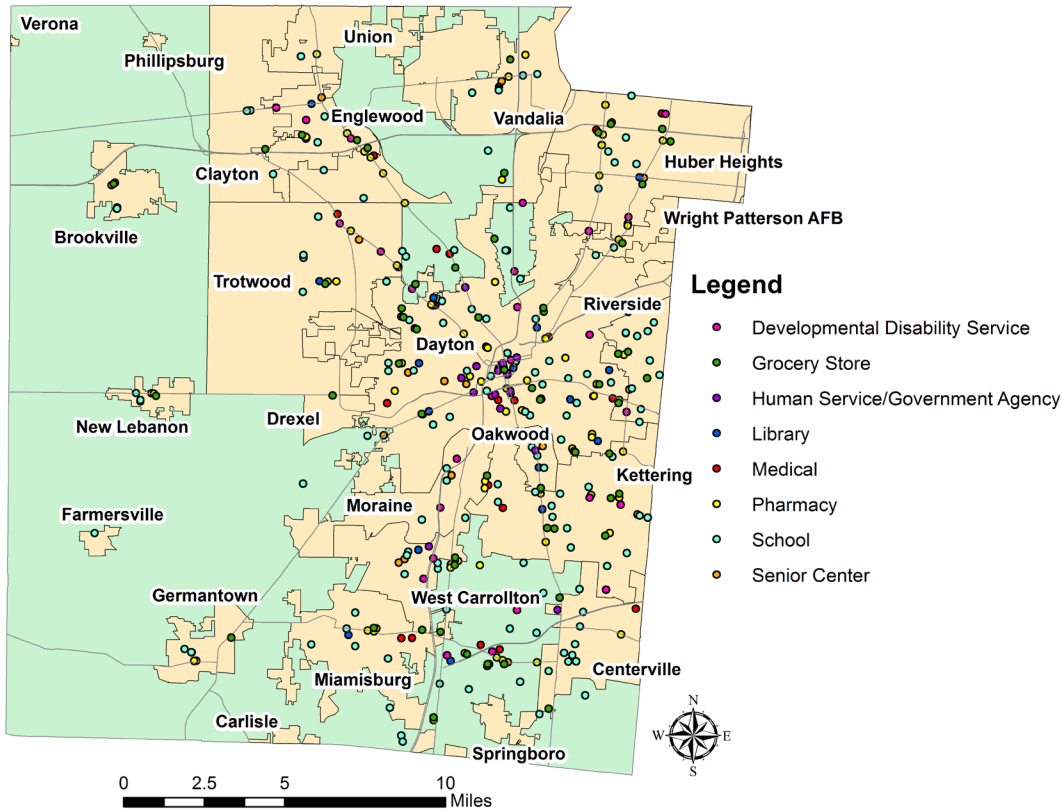 Verona
Union
Phillipsburg
Englewood
Vandalia
Huber Heights
Clayton
Wright Patterson AFB
Brookville
Trotwood
Riverside
Dayton
New Lebanon
Drexel
Oakwood
Kettering
Moraine
Farmersville
Germantown
West Carrollton
Miamisburg
Centerville
Carlisle
Springboro
Legend
Developmental Disability Service
Grocery Store
Human Service/Government Agency
Library
Medical
Pharmacy
School
Senior Center
N
W E
S
0 2.5 5 10
Miles